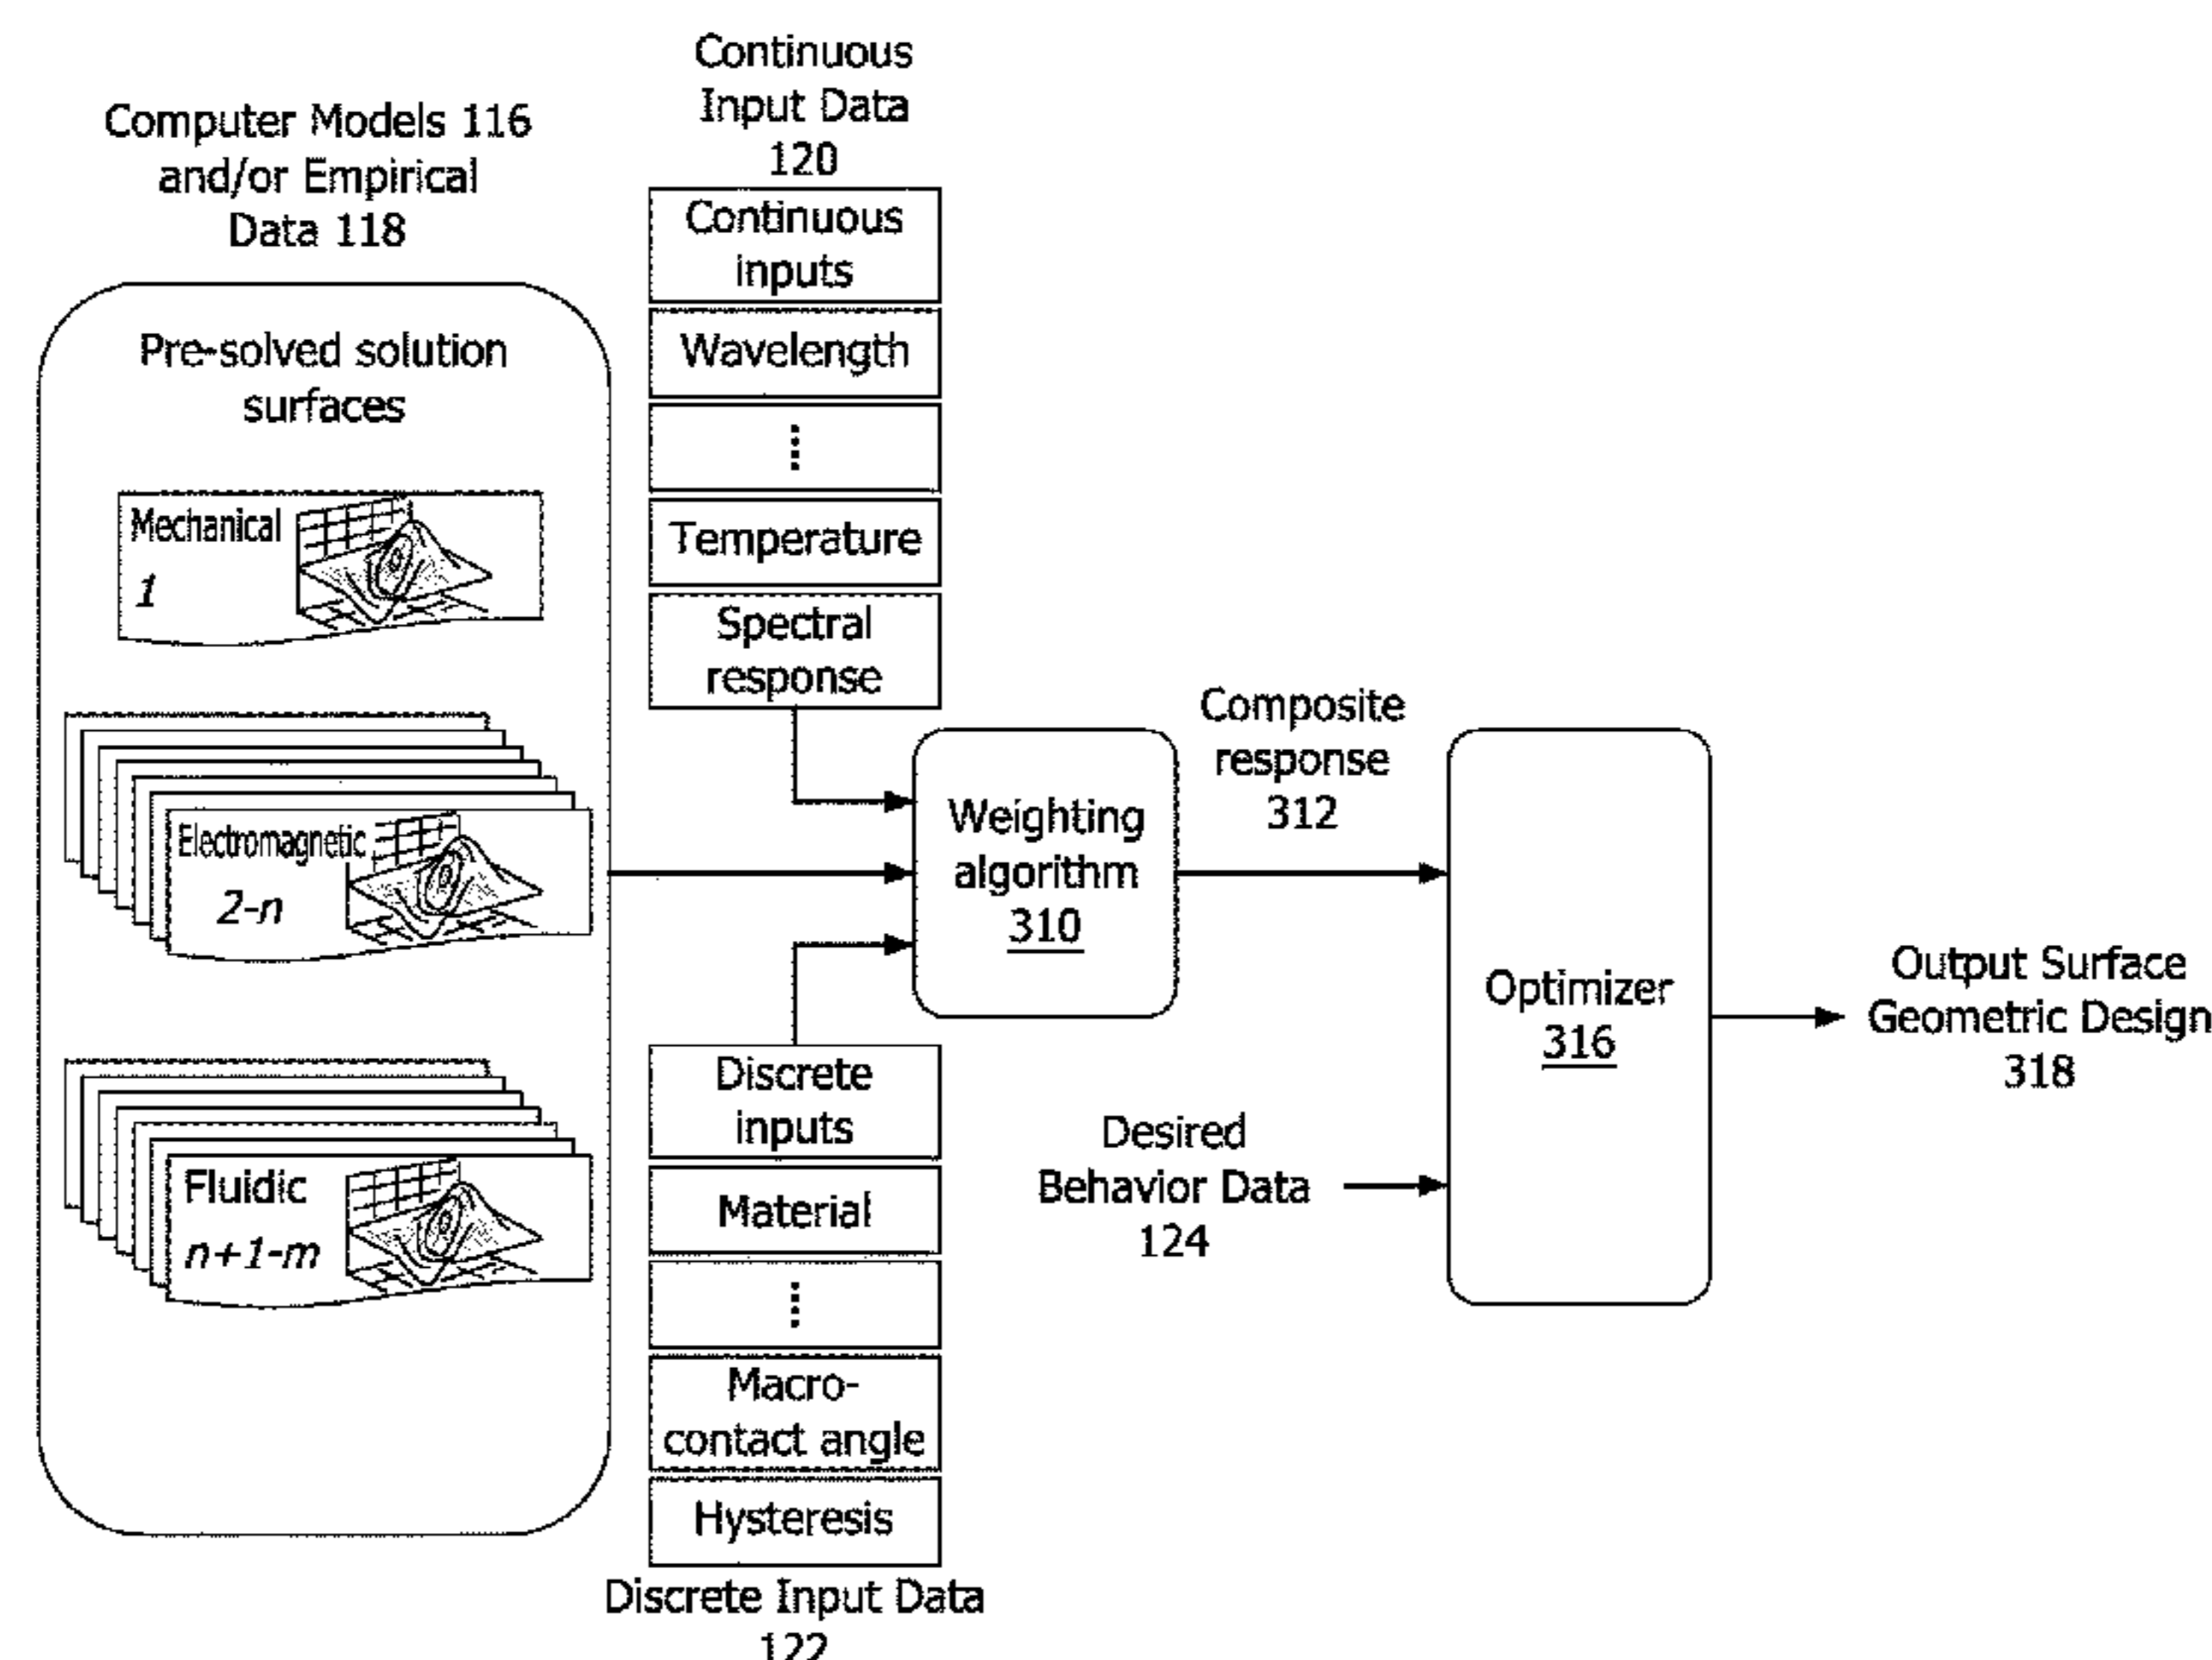 Computer Models 116
and/or Empirical
Data 118
Pre-solved solution
surfaces
Mechanical
1
Electromagnetic
2-n
Fluidic
n+1-m
Continuous
Input Data
120
Continuous
inputs
Wavelength
⋮
Temperature
Spectral
response
Discrete
inputs
Material
⋮
Macro-
contact angle
Hysteresis
Discrete Input Data
122
Weighting
algorithm
310
Composite
response
312
Desired
Behavior Data
124
Optimizer
316
Output Surface
Geometric Design
318